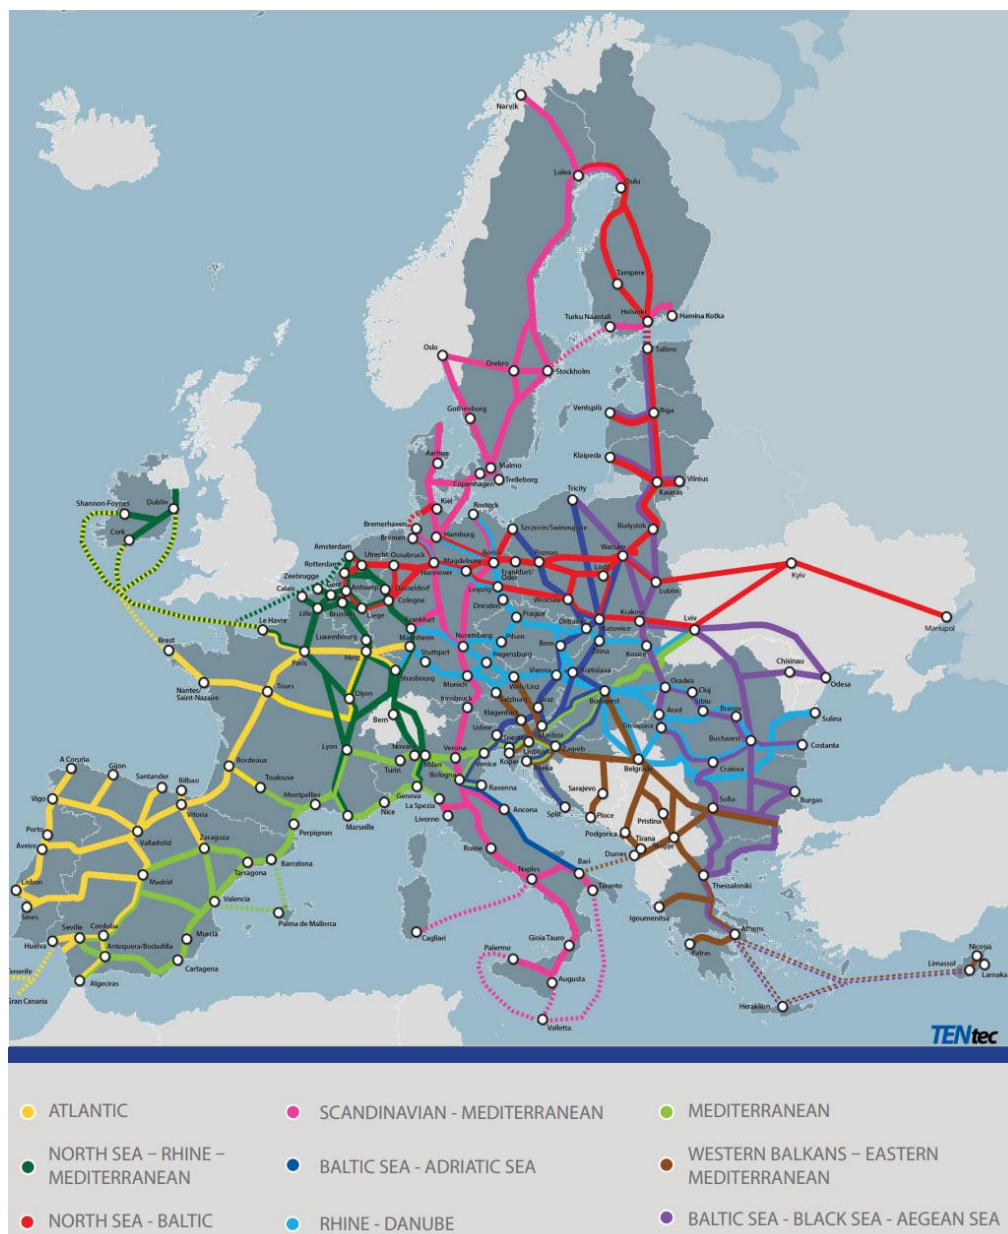 Narvik
Lulea
Oulu
Tampere
Turku Naantali
Helsinki
Hamina Kotka
Tallinn
Oslo
Orebro
Stockholm
Gothenburg
Ventspils
Riga
Aarhus
Malmo
Copenhagen
Trelleborg
Klaipeda
Vilnius
Kaunas
Tricity
Shannon-Foynes
Dublin
Cork
Kiel
Rostock
Bremerhaven
Bremen
Hamburg
Szczecin/Swinoujscie
Bialystok
Amsterdam
Rotterdam
Utrecht
Osnabruck
Hannover
Magdeburg
Berlin
Frankfurt/
Oder
Poznan
Warsaw
Lodz
Kyiv
Zeebrugge
Calais
Gent
Antwerp
Dusseldorf
Cologne
Leipzig
Dresden
Wroclaw
Lublin
Mariupol
Lille
Brussels
Liege
Frankfurt
Prague
Ostrava
Katowice
Krakow
Lviv
Le Havre
Luxembourg
Mannheim
Nuremberg
Pilsen
Brno
Zilina
Kosice
Brest
Paris
Metz
Stuttgart
Regensburg
Vienna
Bratislava
Chisinau
Odesa
Nantes/
Saint-Nazaire
Tours
Dijon
Strasbourg
Munich
Wels/Linz
Salzburg
Budapest
Oradea
Cluj
Sibiu
Brasov
Bern
Innsbruck
Klagenfurt
Graz
Arad
Timisoara
Sulina
Bucharest
Constanta
Lyon
Novara
Milan
Verona
Udine
Trieste
Maribor
Ljubljana
Zagreb
Koper
Rijeka
Venice
Belgrade
Craiova
Bordeaux
Turin
Bologna
Ravenna
Genova
La Spezia
Livorno
Split
Sarajevo
Ploce
A Coruña
Gijón
Santander
Bilbao
Vitoria
Toulouse
Montpellier
Nice
Marseille
Ancona
Pristina
Podgorica
Sofia
Burgas
Vigo
Porto
Aveiro
Valladolid
Zaragoza
Perpignan
Rome
Tirana
Skopje
Durres
Bari
Madrid
Tarragona
Barcelona
Naples
Taranto
Thessaloniki
Lisbon
Sines
Valencia
Palma de Mallorca
Cagliari
Igoumenitsa
Seville
Cordoba
Murcia
Palermo
Gioia Tauro
Athens
Patras
Huelva
Antequera/Bodadilla
Cartagena
Nicosia
Limassol
Larnaka
Tenerife
Algeciras
Augusta
Gran Canaria
Heraklion
Valletta
TENtec
ATLANTIC
SCANDINAVIAN - MEDITERRANEAN
MEDITERRANEAN
NORTH SEA – RHINE –
MEDITERRANEAN
BALTIC SEA - ADRIATIC SEA
WESTERN BALKANS – EASTERN
MEDITERRANEAN
NORTH SEA - BALTIC
RHINE - DANUBE
BALTIC SEA - BLACK SEA - AEGEAN SEA